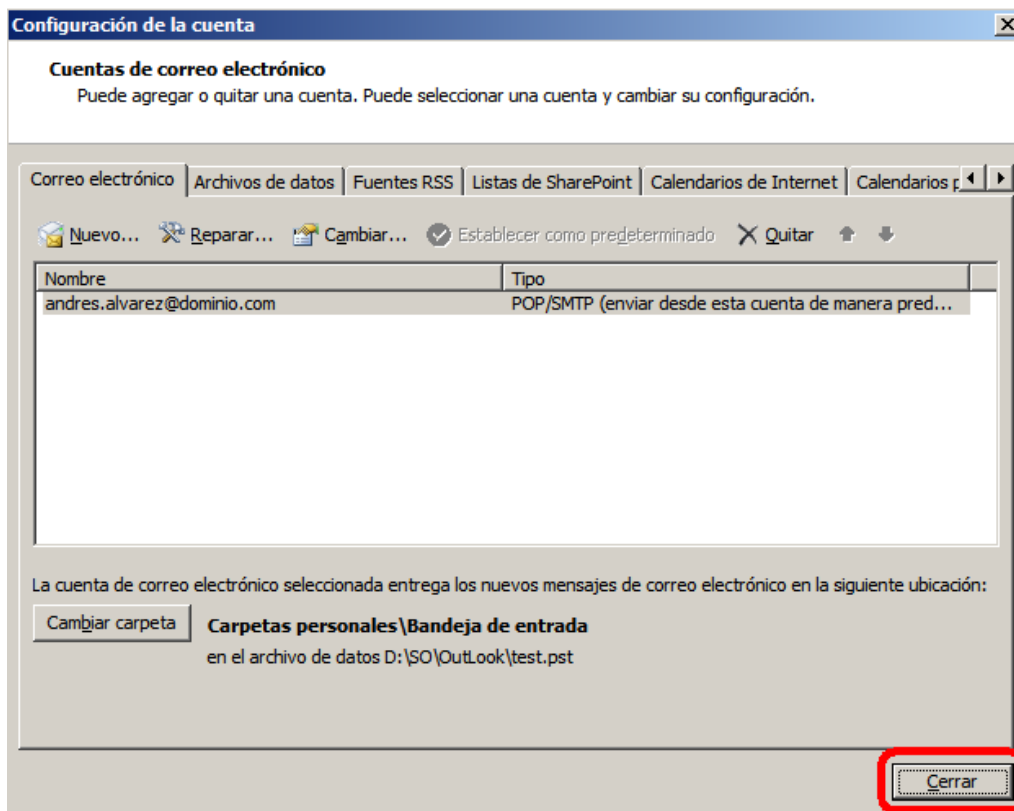 Configuración de la cuenta
Cuentas de correo electrónico
Puede agregar o quitar una cuenta. Puede seleccionar una cuenta y cambiar su configuración.
Correo electrónico Archivos de datos Fuentes RSS Listas de SharePoint Calendarios de Internet Calendarios p
Nuevo... Reparar... Cambiar... Establecer como predeterminado Quitar
Nombre Tipo
andres.alvarez@dominio.com POP/SMTP (enviar desde esta cuenta de manera pred...
La cuenta de correo electrónico seleccionada entrega los nuevos mensajes de correo electrónico en la siguiente ubicación:
Cambiar carpeta Carpetas personales\Bandeja de entrada
en el archivo de datos D:\SO\OutLook\test.pst
Cerrar